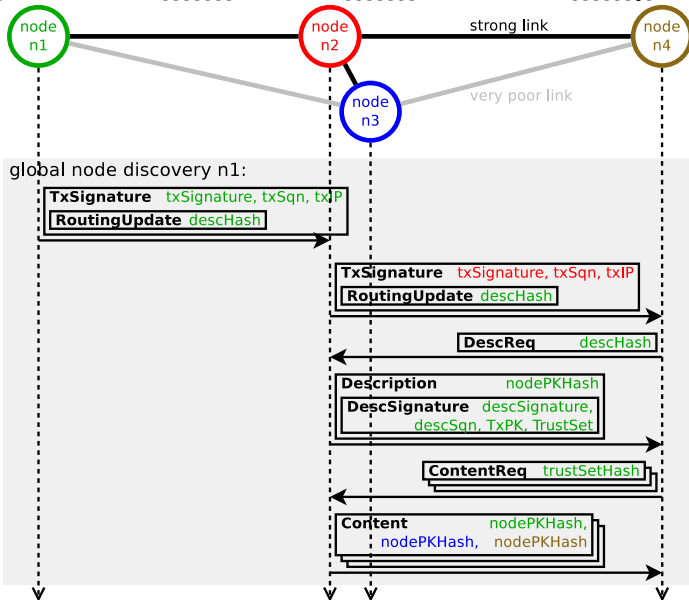 node
n1
node
n2
strong link
node
n4
node
n3
very poor link
global node discovery n1:
TxSignature txSignature, txSqn, txIP
RoutingUpdate descHash
TxSignature txSignature, txSqn, txIP
RoutingUpdate descHash
DescReq descHash
Description nodePKHash
DescSignature descSignature,
descSqn, TxPK, TrustSet
ContentReq trustSetHash
Content nodePKHash,
nodePKHash, nodePKHash